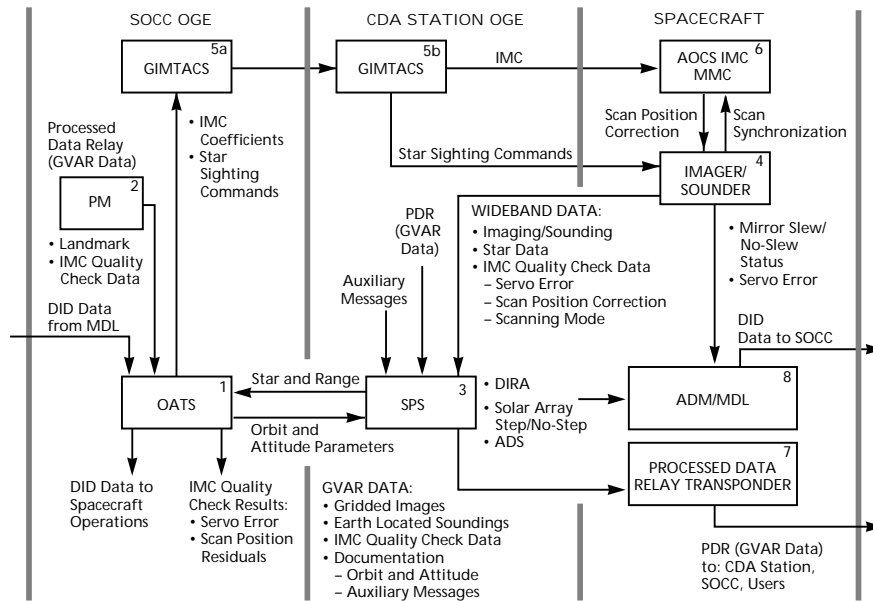 SOCC OGE
CDA STATION OGE
SPACECRAFT
5a
GIMTACS
5b
GIMTACS
IMC
6
AOCS IMC
MMC
• IMC
Coefficients
• Star
Sighting
Commands
Processed
Data Relay
(GVAR Data)
2
PM
• Landmark
• IMC Quality
Check Data
Scan Position
Correction
Scan
Synchronization
Star Sighting Commands
4
IMAGER/
SOUNDER
PDR
(GVAR
Data)
WIDEBAND DATA:
• Imaging/Sounding
• Star Data
• IMC Quality Check Data
– Servo Error
– Scan Position Correction
– Scanning Mode
• Mirror Slew/
No-Slew
Status
• Servo Error
Auxiliary
Messages
DID Data
from MDL
DID
Data to SOCC
1
OATS
Star and Range
Orbit and
Attitude Parameters
3
SPS
• DIRA
• Solar Array
Step/No-Step
• ADS
8
ADM/MDL
7
PROCESSED DATA
RELAY TRANSPONDER
DID Data to
Spacecraft
Operations
IMC Quality
Check Results:
• Servo Error
• Scan Position
Residuals
GVAR DATA:
• Gridded Images
• Earth Located Soundings
• IMC Quality Check Data
• Documentation
– Orbit and Attitude
– Auxiliary Messages
PDR (GVAR Data)
to: CDA Station,
SOCC, Users